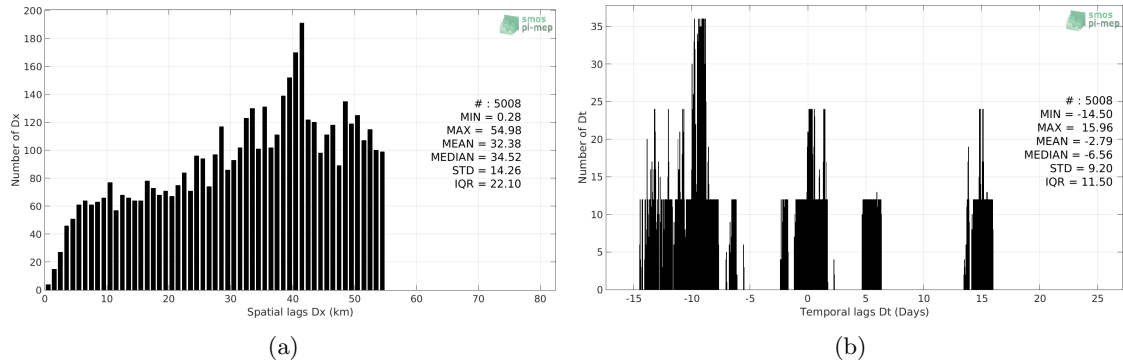 200
180
160
140
120
100
80
60
40
20
0
Number of Dx
smos
pi-mep
# : 5008
MIN = 0.28
MAX = 54.98
MEAN = 32.38
MEDIAN = 34.52
STD = 14.26
IQR = 22.10
0 10 20 30 40 50 60 70 80
Spatial lags Dx (km)
(a)
35
30
25
20
15
10
5
0
Number of Dt
smos
pi-mep
# : 5008
MIN = -14.50
MAX = 15.96
MEAN = -2.79
MEDIAN = -6.56
STD = 9.20
IQR = 11.50
-15 -10 -5 0 5 10 15 20 25
Temporal lags Dt (Days)
(b)